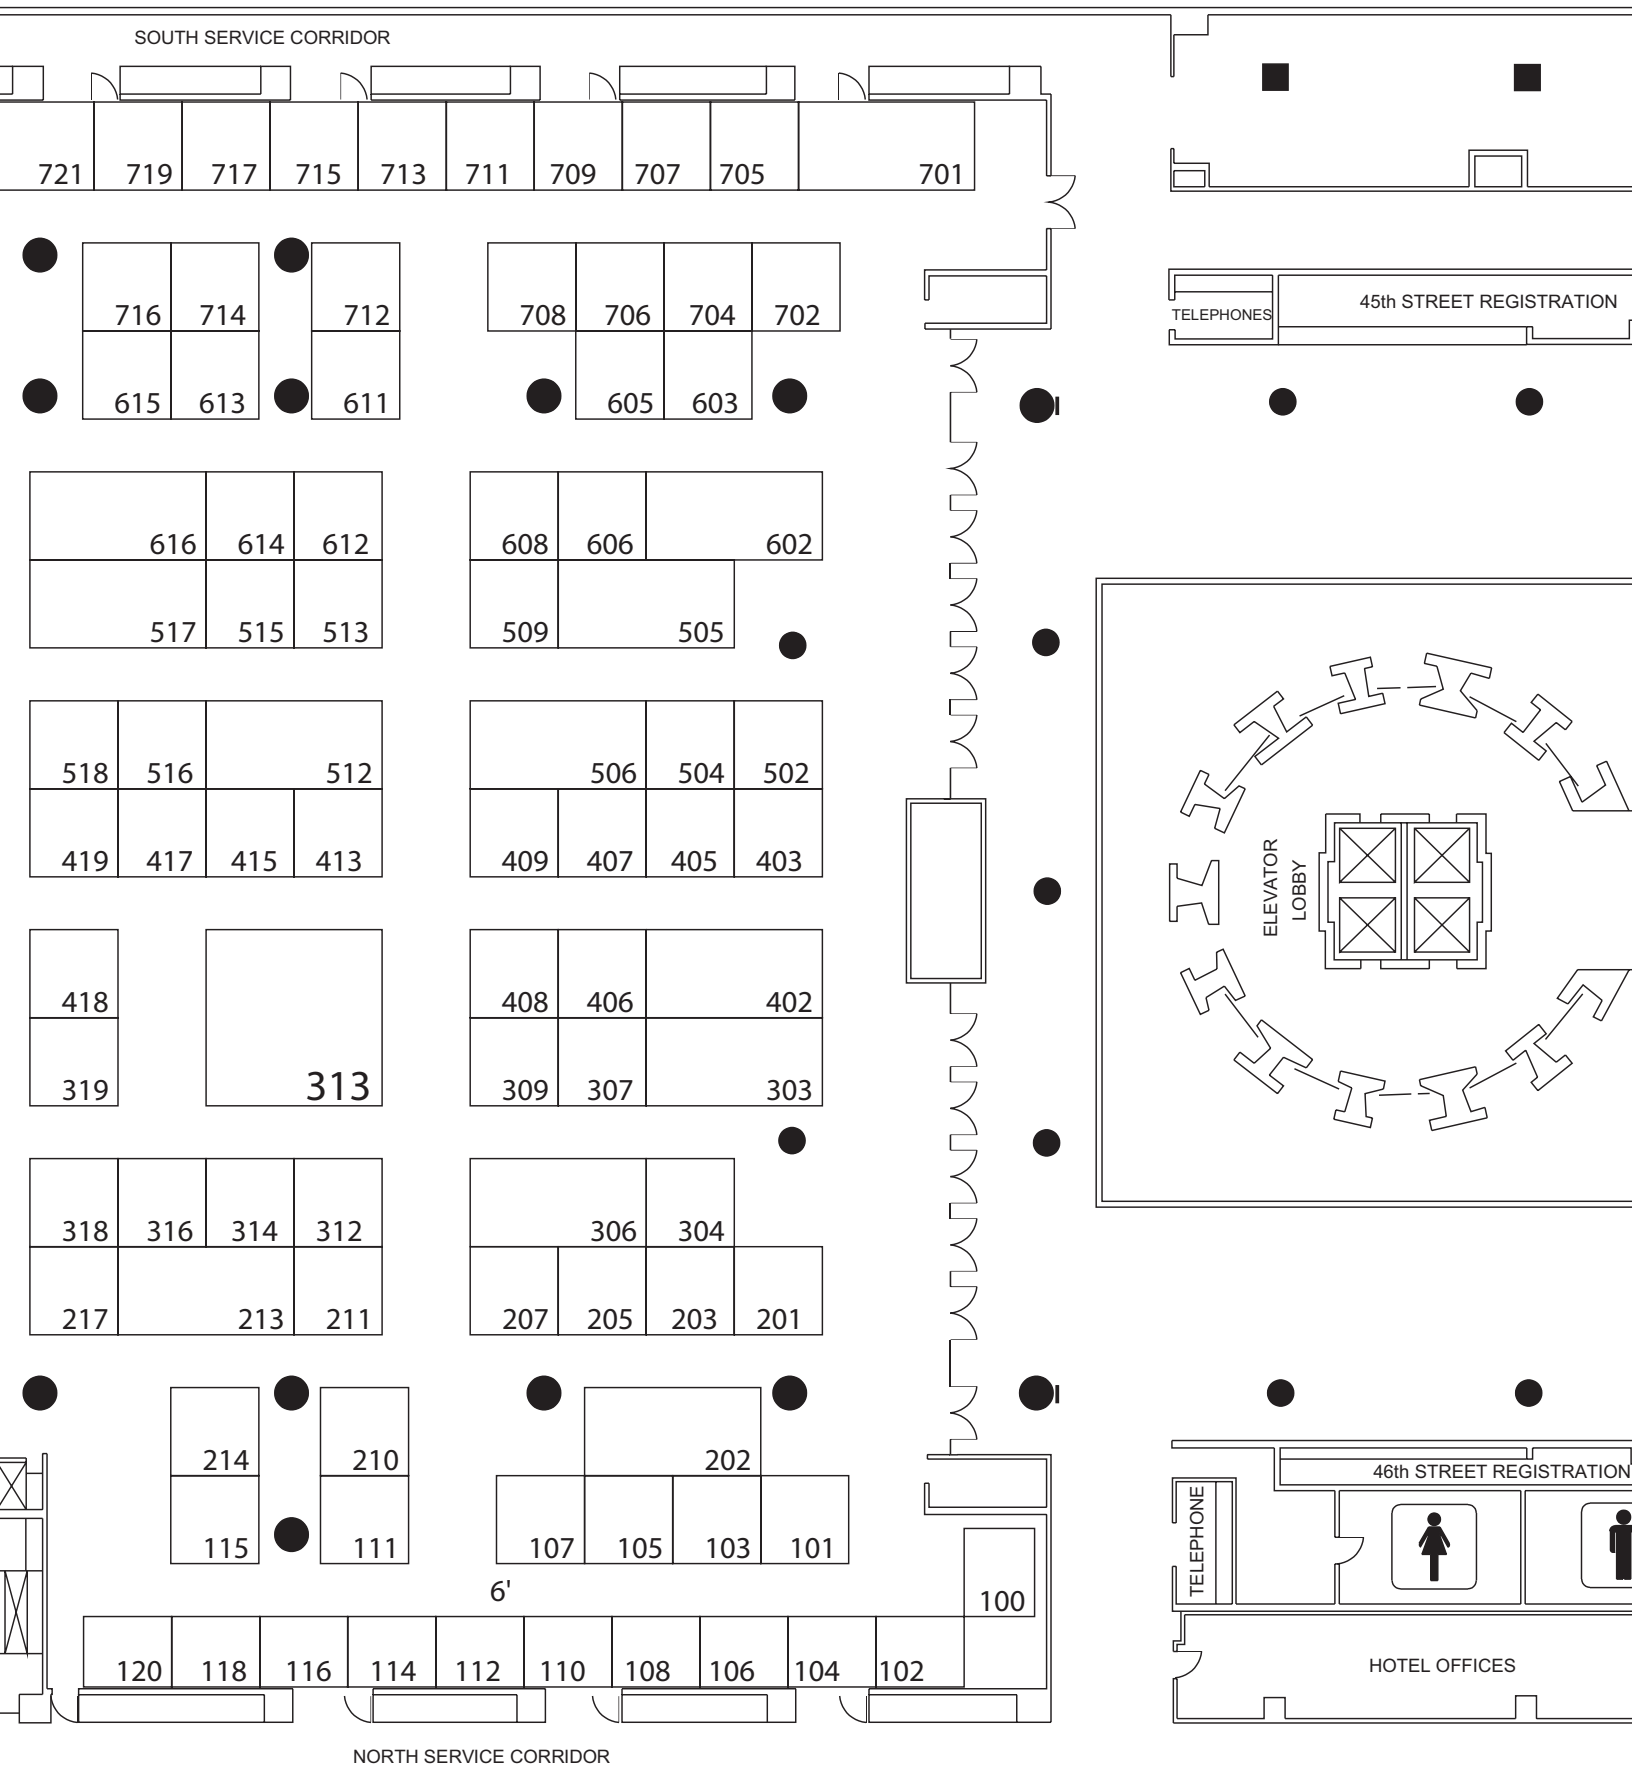 SOUTH SERVICE CORRIDOR
721 719 717 715 713 711 709 707 705 701
716 714 712 708 706 704 702
TELEPHONES
45th STREET REGISTRATION
615 613 611 605 603
616 614 612 608 606 602
517 515 513 509 505
518 516 512 506 504 502
419 417 415 413 409 407 405 403
ELEVATOR
LOBBY
418 408 406 402
319 313 309 307 303
318 316 314 312 306 304
217 213 211 207 205 203 201
214 210 202
46th STREET REGISTRATION
TELEPHONE
115 111 107 105 103 101
6'
100
120 118 116 114 112 110 108 106 104 102
HOTEL OFFICES
NORTH SERVICE CORRIDOR